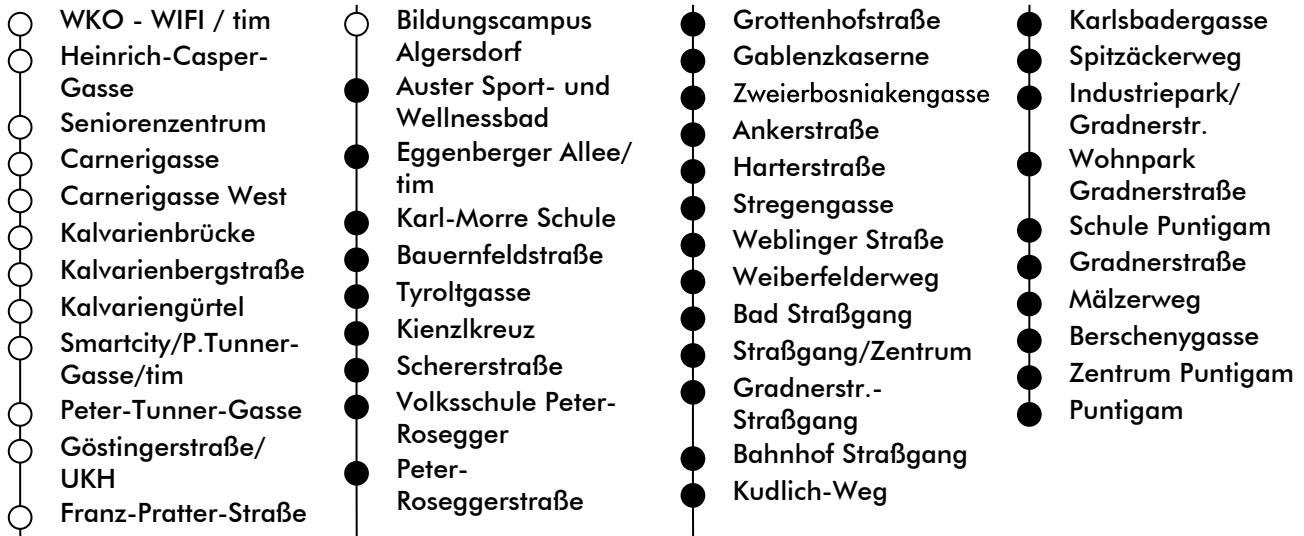 WKO - WIFI / tim
Heinrich-Casper-
Gasse
Seniorenzentrum
Carnerigasse
Carnerigasse West
Kalvarienbrücke
Kalvarienbergstraße
Kalvariengürtel
Smartcity/P.Tunner-
Gasse/tim
Peter-Tunner-Gasse
Göstingerstraße/
UKH
Franz-Pratter-Straße
Bildungscampus
Algersdorf
Auster Sport- und
Wellnessbad
Eggenberger Allee/
tim
Karl-Morre Schule
Bauernfeldstraße
Tyroltgasse
Kienzlkreuz
Schererstraße
Volksschule Peter-
Rosegger
Peter-
Roseggerstraße
Grottenhofstraße
Gablenzkaserne
Zweierbosniakengasse
Ankerstraße
Harterstraße
Stregengasse
Weblinger Straße
Weiberfelderweg
Bad Straßgang
Straßgang/Zentrum
Gradnerstr.-
Straßgang
Bahnhof Straßgang
Kudlich-Weg
Karlsbadergasse
Spitzäckerweg
Industriepark/
Gradnerstr.
Wohnpark
Gradnerstraße
Schule Puntigam
Gradnerstraße
Mälzerweg
Berschenygasse
Zentrum Puntigam
Puntigam